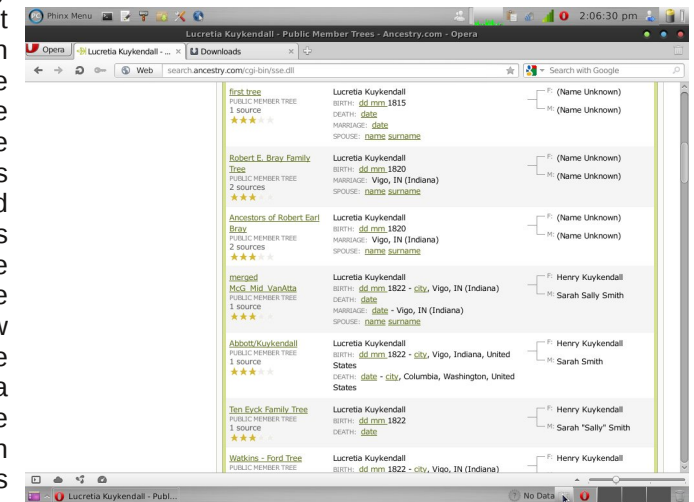 t
n
e
e
e
s
d
s
e
e
w
e
a
e
n
s
Phinx Menu 2:06:30 pm
Lucretia Kuykendall - Public Member Trees - Ancestry.com - Opera
Opera Lucretia Kuykendall - ... × Downloads ×
Web search.ancestry.com/cgi-bin/sse.dll Search with Google
first tree
PUBLIC MEMBER TREE
1 source
Lucretia Kuykendall
BIRTH: dd mm 1815
DEATH: date
MARRIAGE: date
SPOUSE: name surname
F: (Name Unknown)
M: (Name Unknown)
Robert E. Bray Family
Tree
PUBLIC MEMBER TREE
2 sources
Lucretia Kuykendall
BIRTH: dd mm 1820
MARRIAGE: Vigo, IN (Indiana)
SPOUSE: name surname
F: (Name Unknown)
M: (Name Unknown)
Ancestors of Robert Earl
Bray
PUBLIC MEMBER TREE
2 sources
Lucretia Kuykendall
BIRTH: dd mm 1820
MARRIAGE: Vigo, IN (Indiana)
SPOUSE: name surname
F: (Name Unknown)
M: (Name Unknown)
merged
McG_Mid_VanAtta
PUBLIC MEMBER TREE
1 source
Lucretia Kuykendall
BIRTH: dd mm 1822 - city, Vigo, IN (Indiana)
DEATH: date
MARRIAGE: date - Vigo, IN (Indiana)
SPOUSE: name surname
F: Henry Kuykendall
M: Sarah Sally Smith
Abbott/Kuykendall
PUBLIC MEMBER TREE
1 source
Lucretia Kuykendall
BIRTH: dd mm 1822 - city, Vigo, Indiana, United
States
DEATH: date - city, Columbia, Washington, United
States
F: Henry Kuykendall
M: Sarah Smith
Ten Eyck Family Tree
PUBLIC MEMBER TREE
1 source
Lucretia Kuykendall
BIRTH: dd mm 1822
DEATH: date
F: Henry Kuykendall
M: Sarah "Sally" Smith
Watkins - Ford Tree
PUBLIC MEMBER TREE
Lucretia Kuykendall
BIRTH: dd mm 1822 - city, Vigo, IN (Indiana)
F: Henry Kuykendall
Lucretia Kuykendall - Publ... No Data